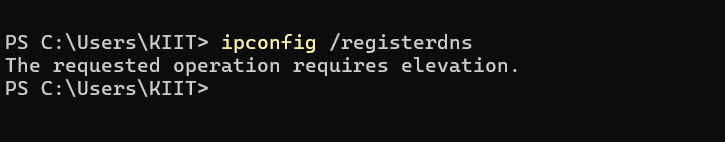 PS C:\Users\KIIT> ipconfig /registerdns
The requested operation requires elevation.
PS C:\Users\KIIT>